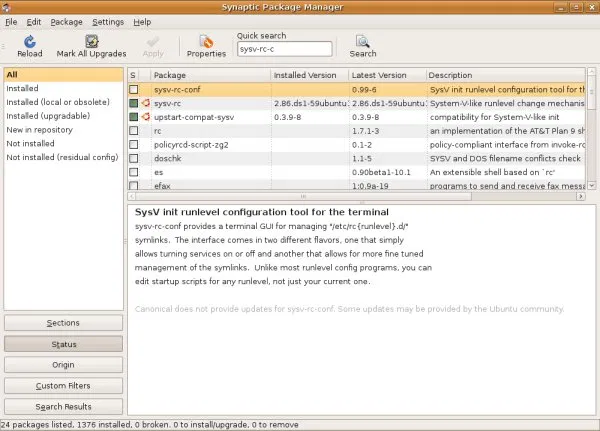 Synaptic Package Manager
File Edit Package Settings Help
Reload Mark All Upgrades Apply Properties Quick search sysv-rc-c Search
All
Installed
Installed (local or obsolete)
Installed (upgradable)
New in repository
Not installed
Not installed (residual config)
S Package Installed Version Latest Version Description
sysv-rc-conf 0.99-6 SysV init runlevel configuration tool for th
sysv-rc 2.86.ds1-59ubuntu: 2.86.ds1-59ubuntu: System-V-like runlevel change mechanis
upstart-compat-sysv 0.3.9-8 0.3.9-8 compatibility for System-V-like init
rc 1.7.1-3 an implementation of the AT&T Plan 9 sh
policyrcd-script-zg2 0.1-2 policy-compliant interface from invoke-rc
doschk 1.1-5 SYSV and DOS filename conflicts check
es 0.90beta1-10.1 An extensible shell based on `rc'
efax 1:0.9a-19 programs to send and receive fax messa
SysV init runlevel configuration tool for the terminal
sysv-rc-conf provides a terminal GUI for managing "/etc/rc{runlevel}.d/"
symlinks. The interface comes in two different flavors, one that simply
allows turning services on or off and another that allows for more fine tuned
management of the symlinks. Unlike most runlevel config programs, you can
edit startup scripts for any runlevel, not just your current one.
Canonical does not provide updates for sysv-rc-conf. Some updates may be provided by the Ubuntu community.
Sections
Status
Origin
Custom Filters
Search Results
24 packages listed, 1376 installed, 0 broken. 0 to install/upgrade, 0 to remove